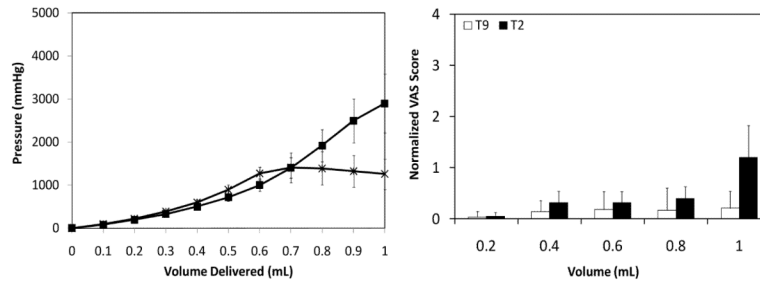 5000
4000
3000
2000
1000
0
Pressure (mmHg)
0 0.1 0.2 0.3 0.4 0.5 0.6 0.7 0.8 0.9 1
Volume Delivered (mL)
T9 T2
4
3
2
1
0
Normalized VAS Score
0.2 0.4 0.6 0.8 1
Volume (mL)